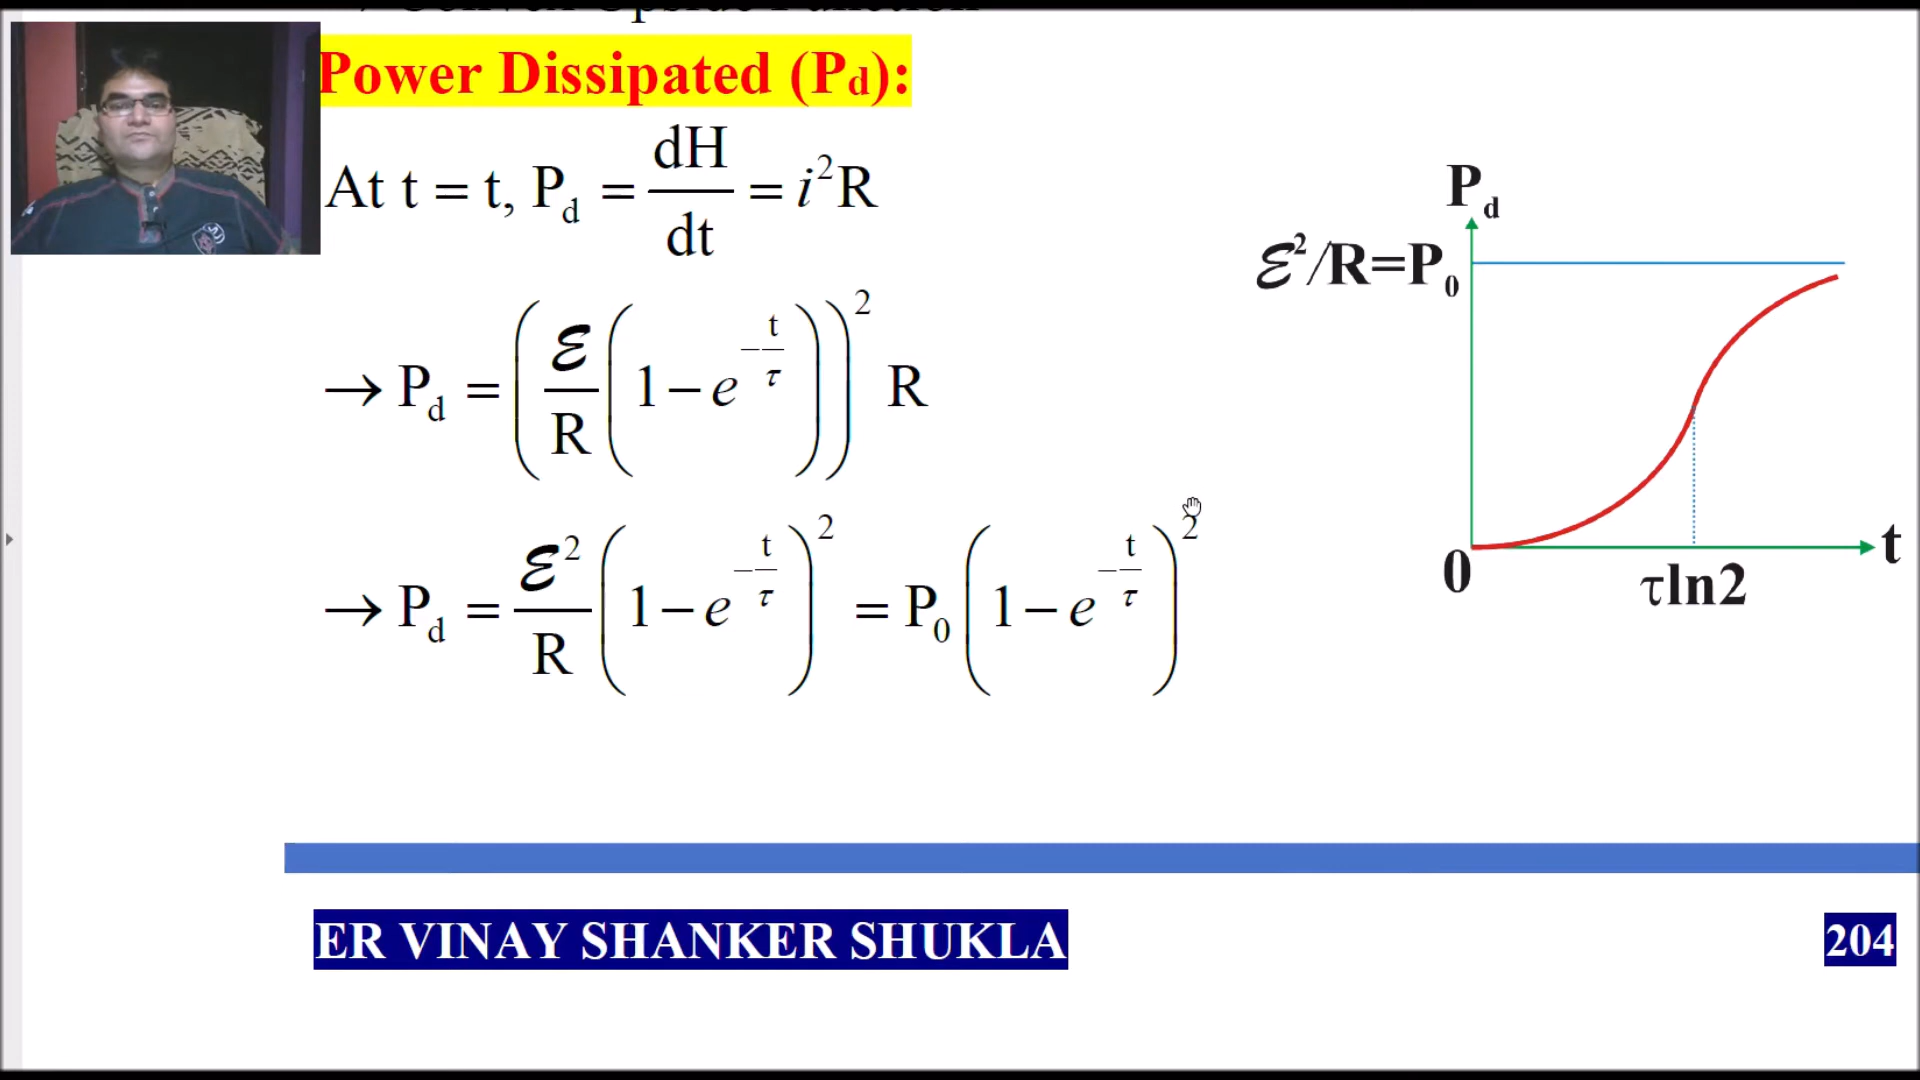 Power Dissipated (Pd):
At t = t, Pd = dH/dt = i²R
→ Pd = (ℰ/R (1 − e^(−t/τ)))² R
→ Pd = ℰ²/R (1 − e^(−t/τ))² = P0 (1 − e^(−t/τ))²
Pd
ℰ²/R=P0
0
τln2
t
ER VINAY SHANKER SHUKLA
204